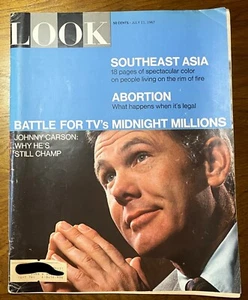 LOOK
SOUTHEAST ASIA
18 pages of spectacular color
on people living on the rim of fire
ABORTION
What happens when it's legal
BATTLE FOR TV's MIDNIGHT MILLIONS
JOHNNY CARSON:
WHY HE'S
STILL CHAMP